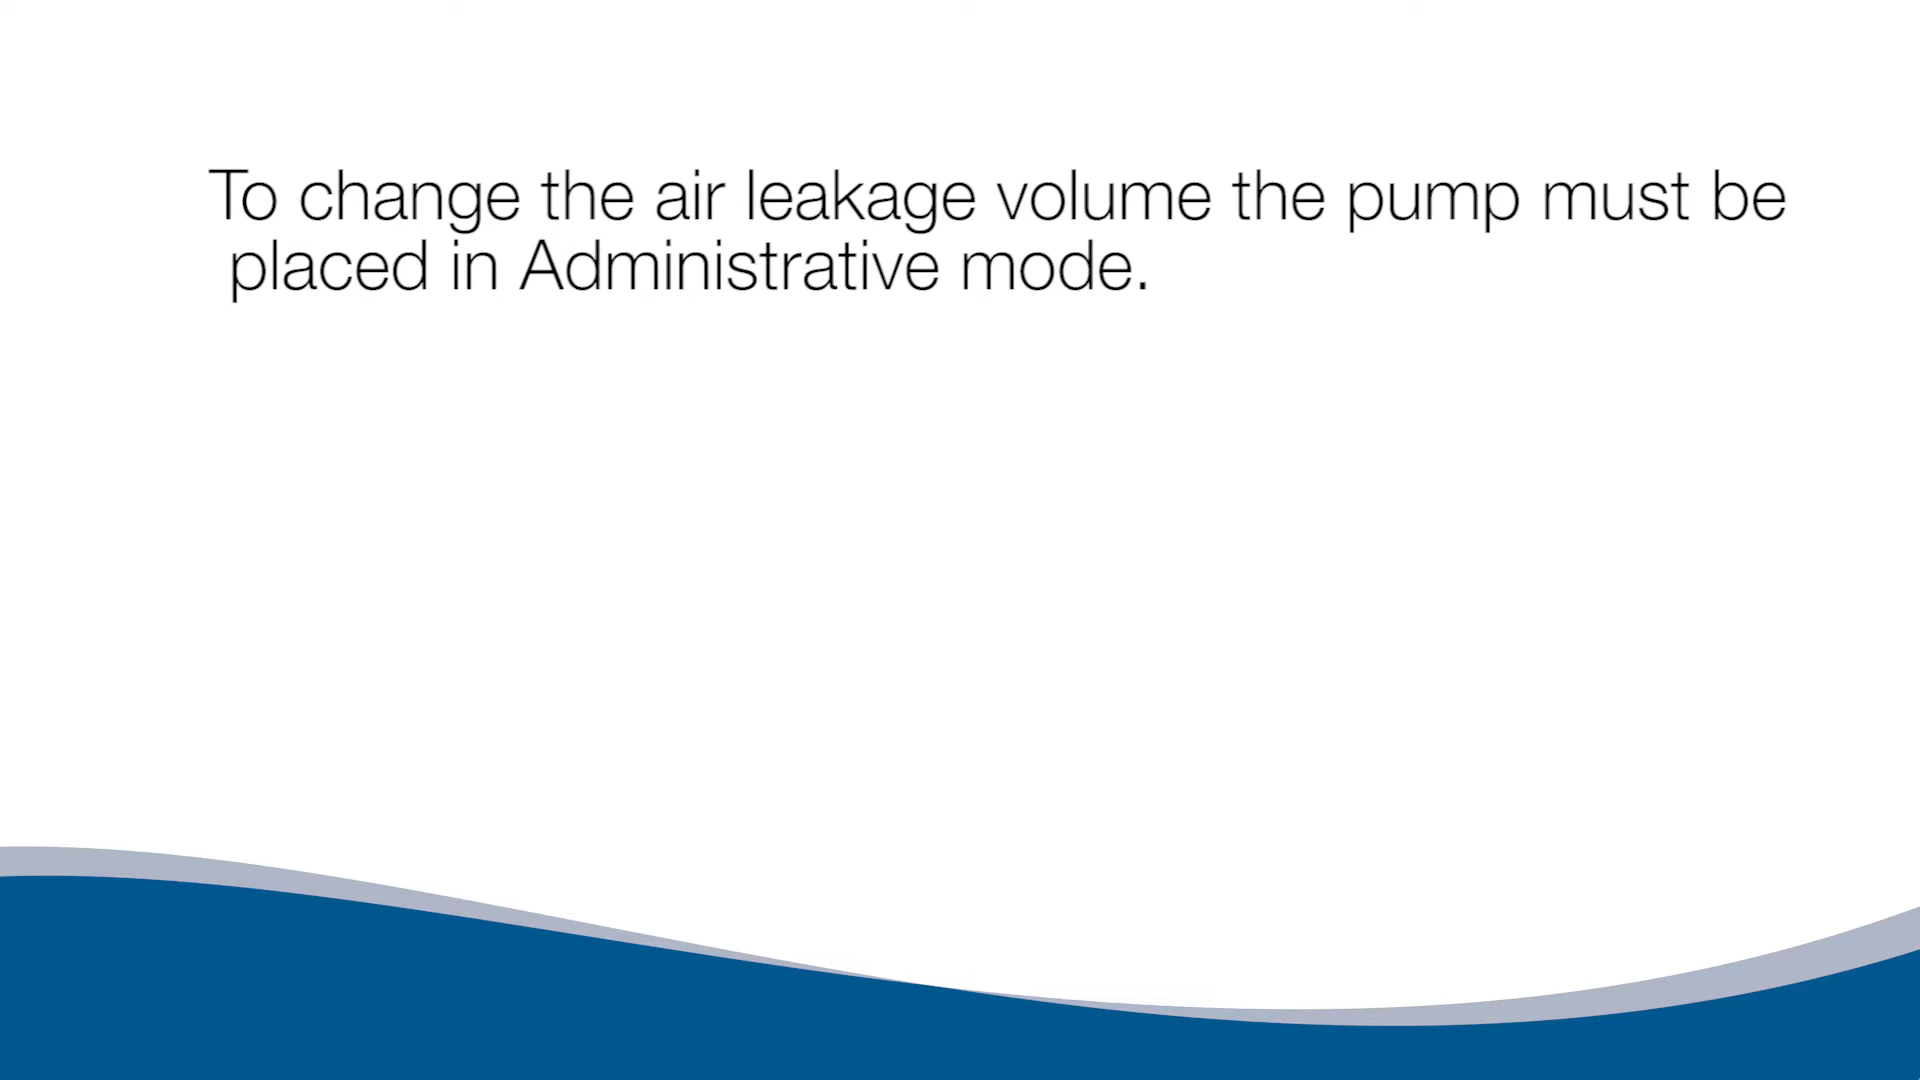 To change the air leakage volume the pump must be
placed in Administrative mode.